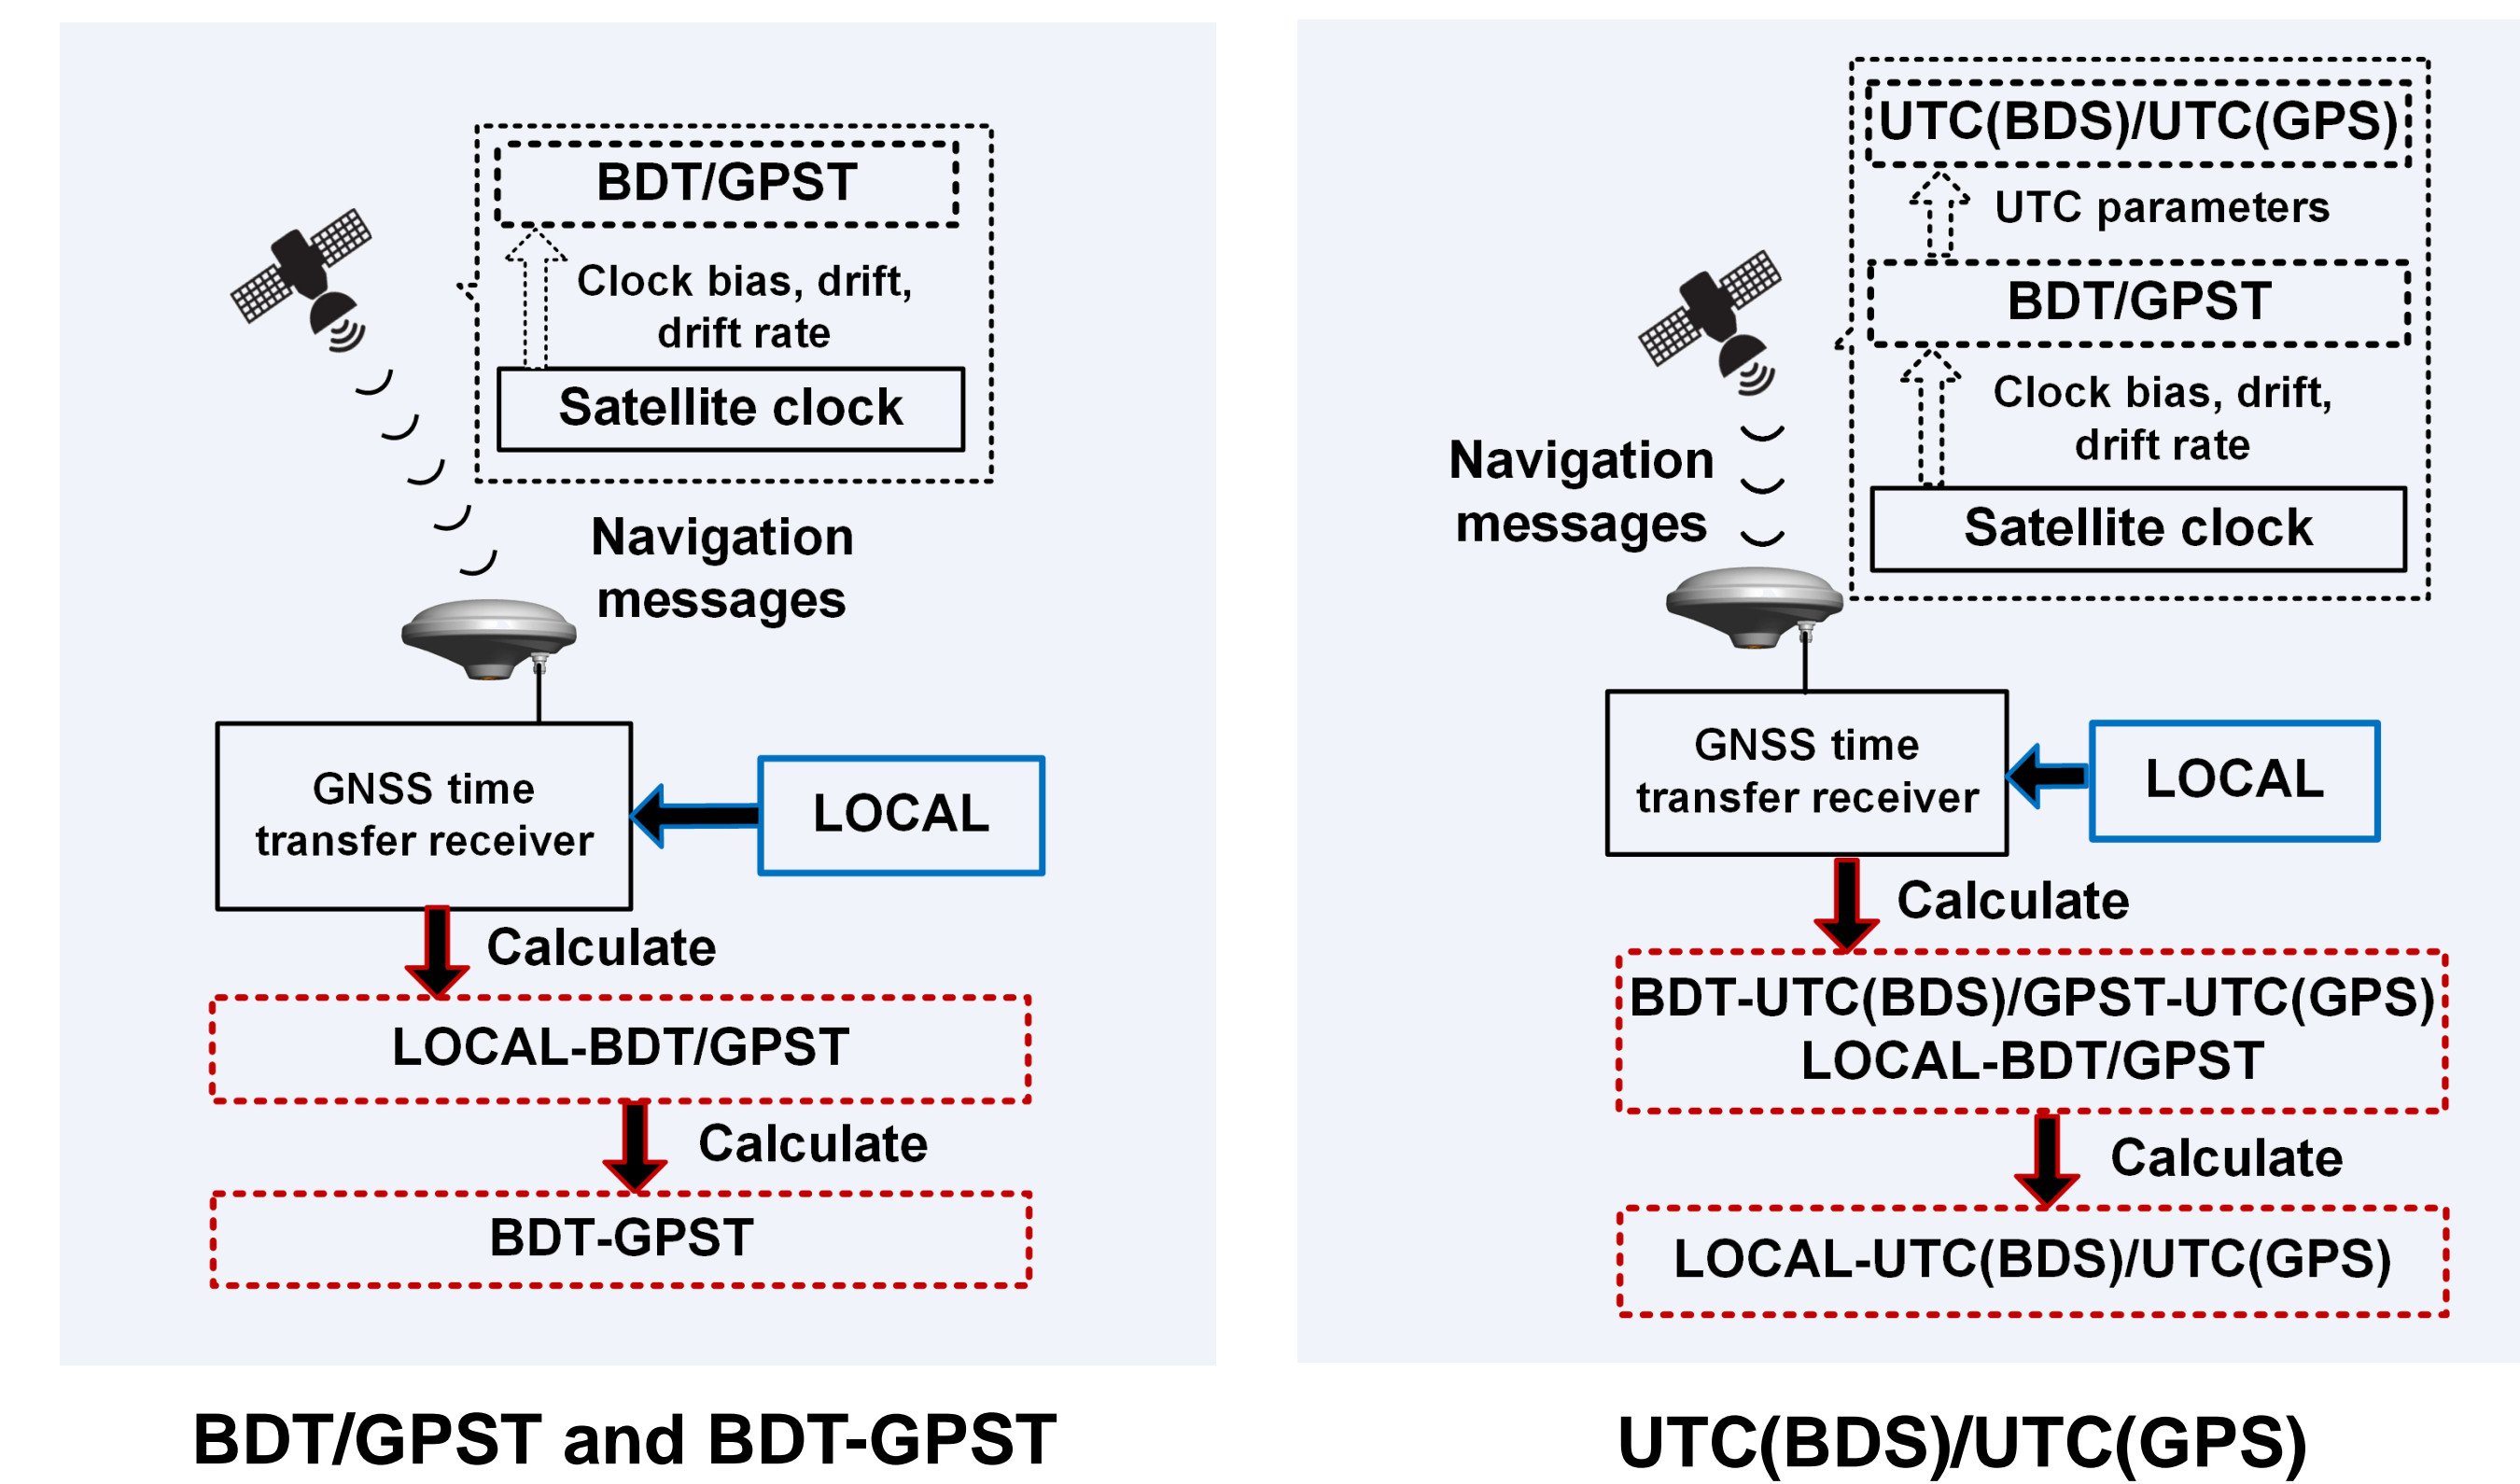 BDT/GPST
Clock bias, drift,
drift rate
Satellite clock
Navigation
messages
GNSS time
transfer receiver
LOCAL
Calculate
LOCAL-BDT/GPST
Calculate
BDT-GPST
BDT/GPST and BDT-GPST
UTC(BDS)/UTC(GPS)
UTC parameters
BDT/GPST
Clock bias, drift,
drift rate
Satellite clock
Navigation
messages
GNSS time
transfer receiver
LOCAL
Calculate
BDT-UTC(BDS)/GPST-UTC(GPS)
LOCAL-BDT/GPST
Calculate
LOCAL-UTC(BDS)/UTC(GPS)
UTC(BDS)/UTC(GPS)